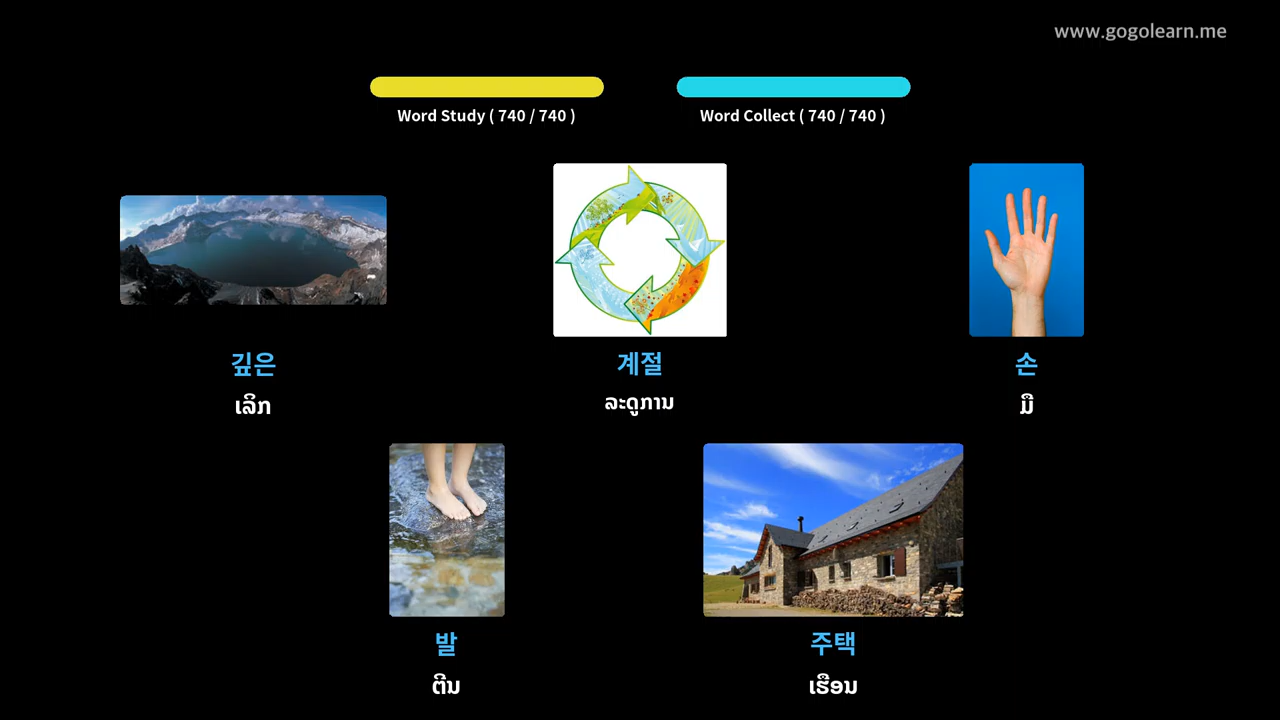 www.gogolearn.me
Word Study ( 740 / 740 )
Word Collect ( 740 / 740 )
깊은
ເລິກ
계절
ລະດູການ
손
ມື
발
ຕີນ
주택
ເຮືອນ